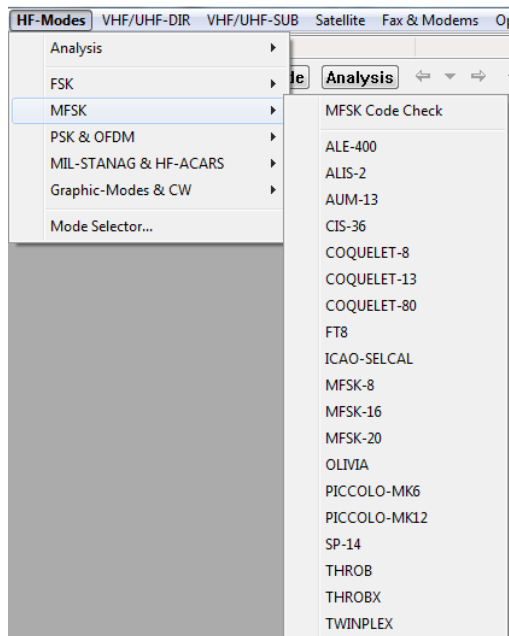 HF-Modes VHF/UHF-DIR VHF/UHF-SUB Satellite Fax & Modems
Analysis
FSK
MFSK
PSK & OFDM
MIL-STANAG & HF-ACARS
Graphic-Modes & CW
Mode Selector...
Analysis
MFSK Code Check
ALE-400
ALIS-2
AUM-13
CIS-36
COQUELET-8
COQUELET-13
COQUELET-80
FT8
ICAO-SELCAL
MFSK-8
MFSK-16
MFSK-20
OLIVIA
PICCOLO-MK6
PICCOLO-MK12
SP-14
THROB
THROBX
TWINPLEX